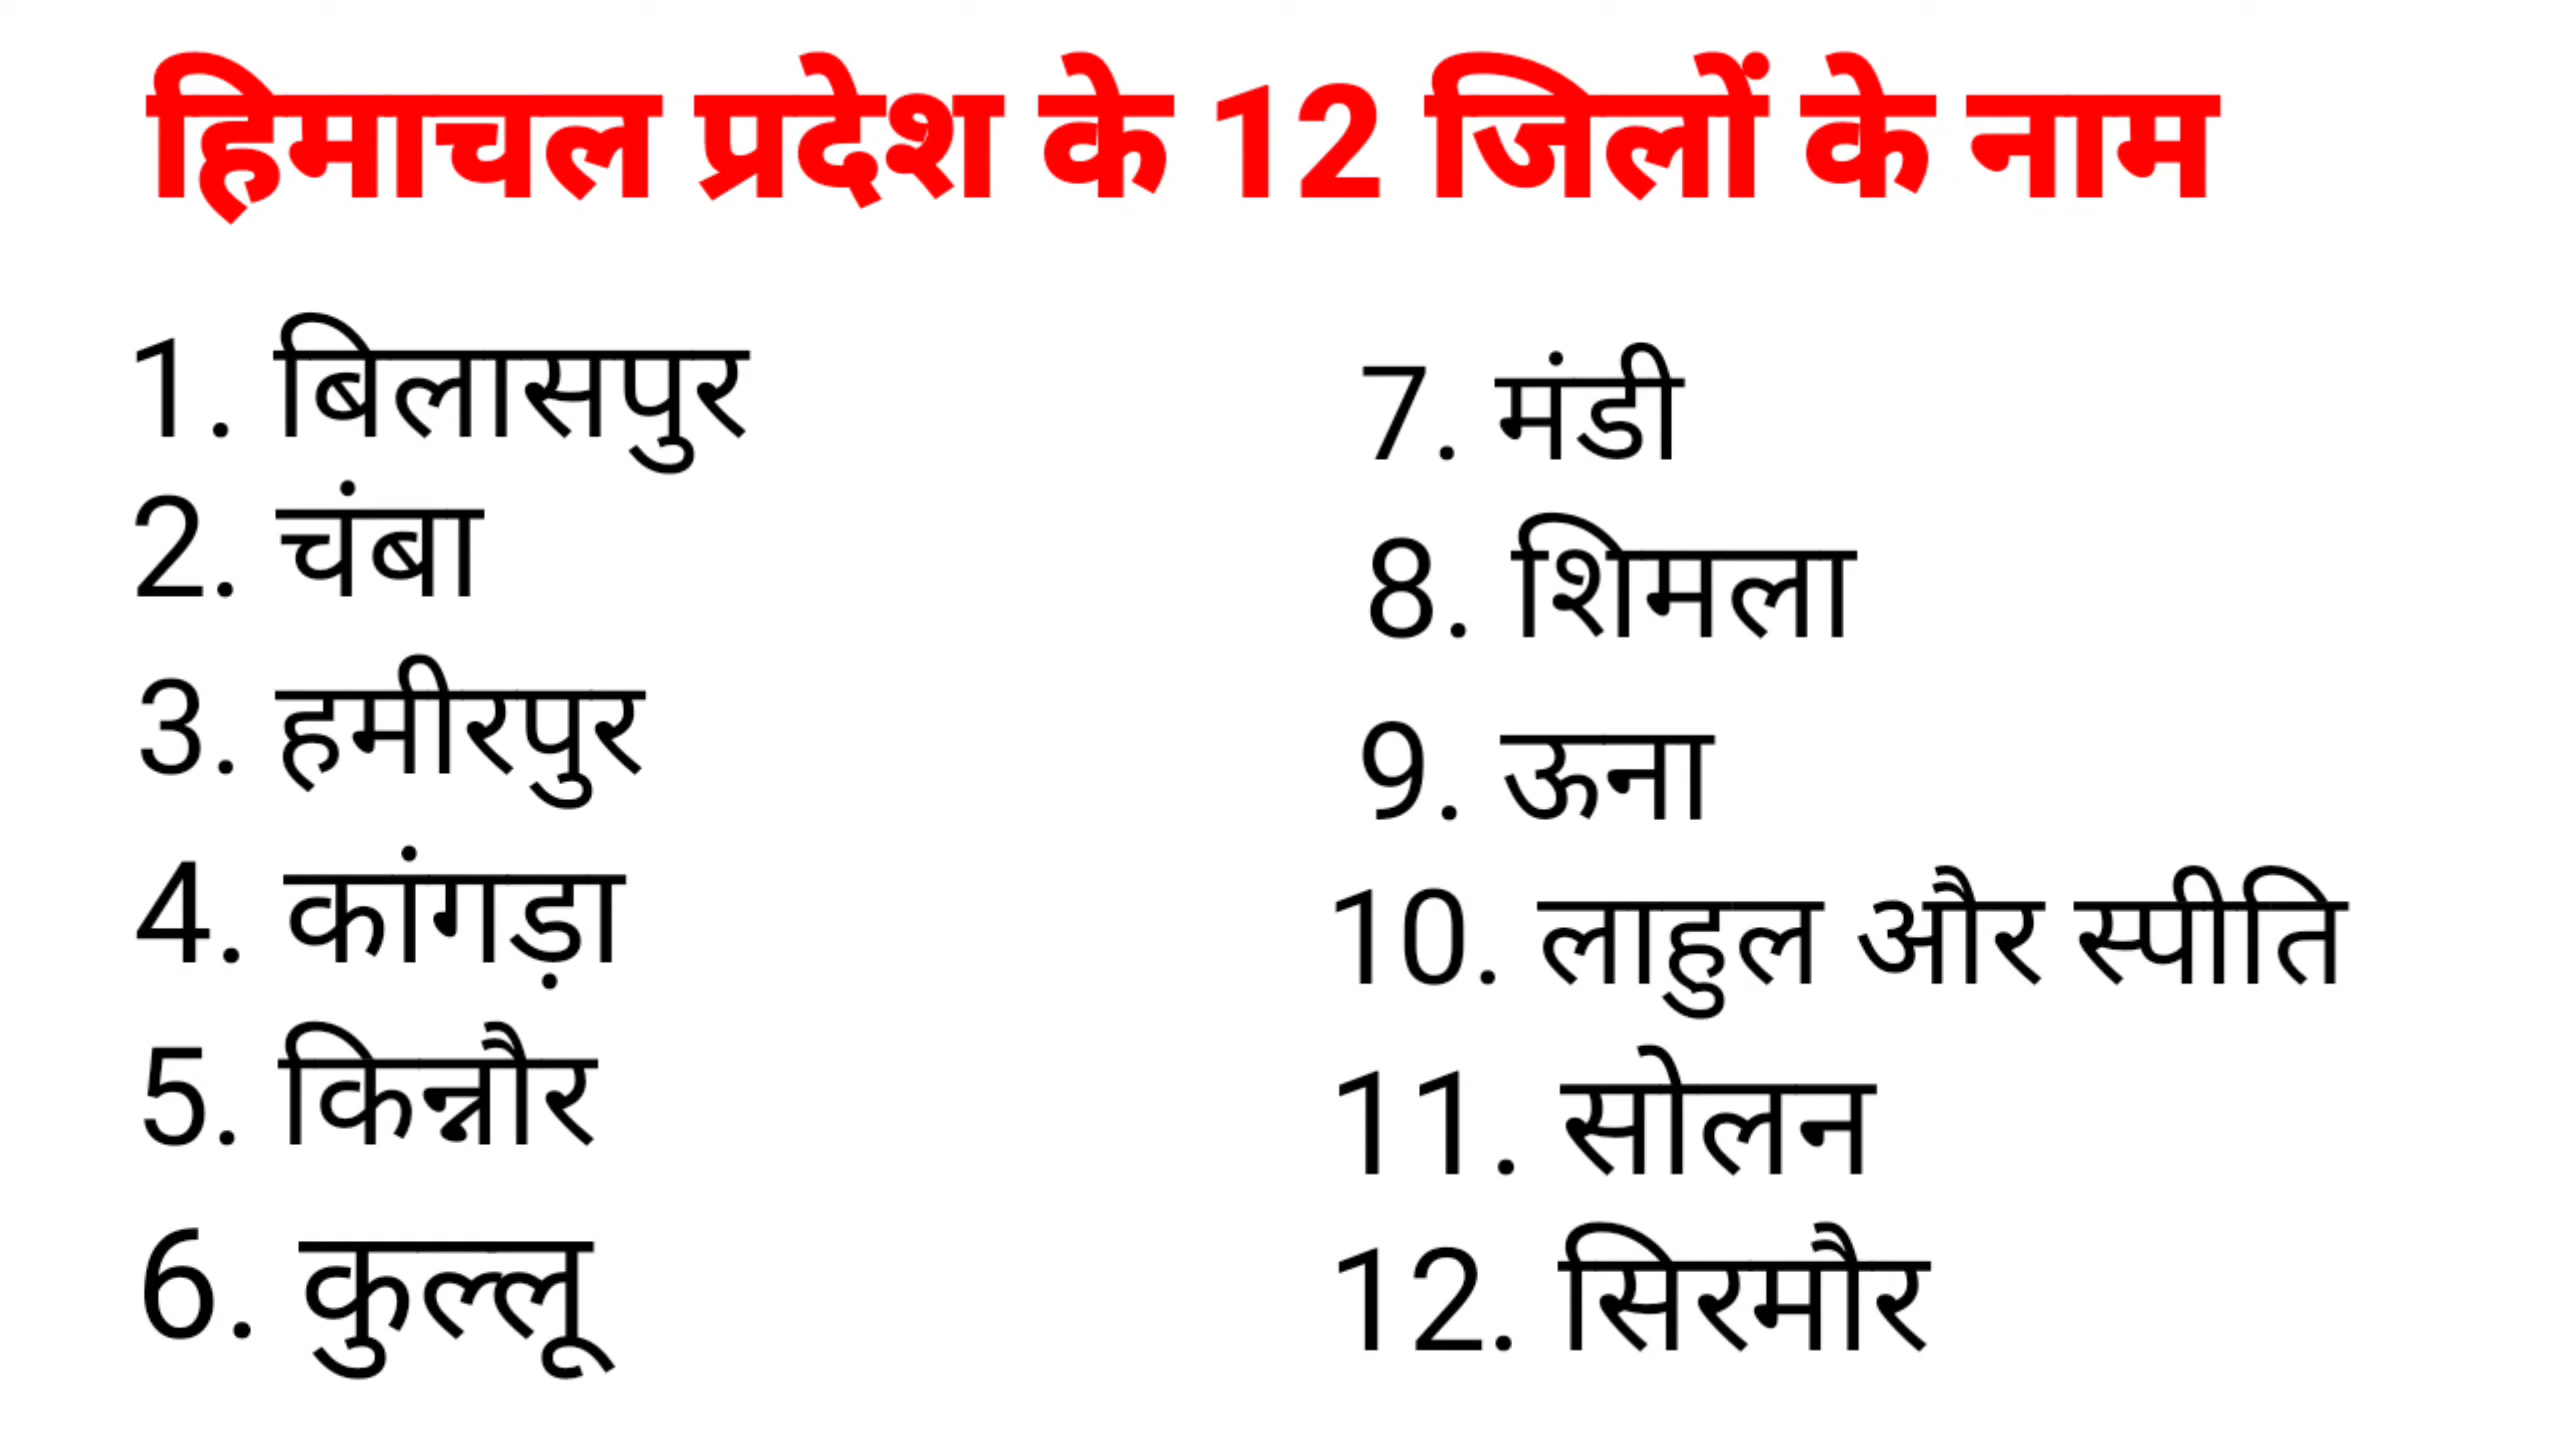 हिमाचल प्रदेश के 12 जिलों के नाम
1. बिलासपुर
2. चंबा
3. हमीरपुर
4. कांगड़ा
5. किन्नौर
6. कुल्लू
7. मंडी
8. शिमला
9. ऊना
10. लाहुल और स्पीति
11. सोलन
12. सिरमौर